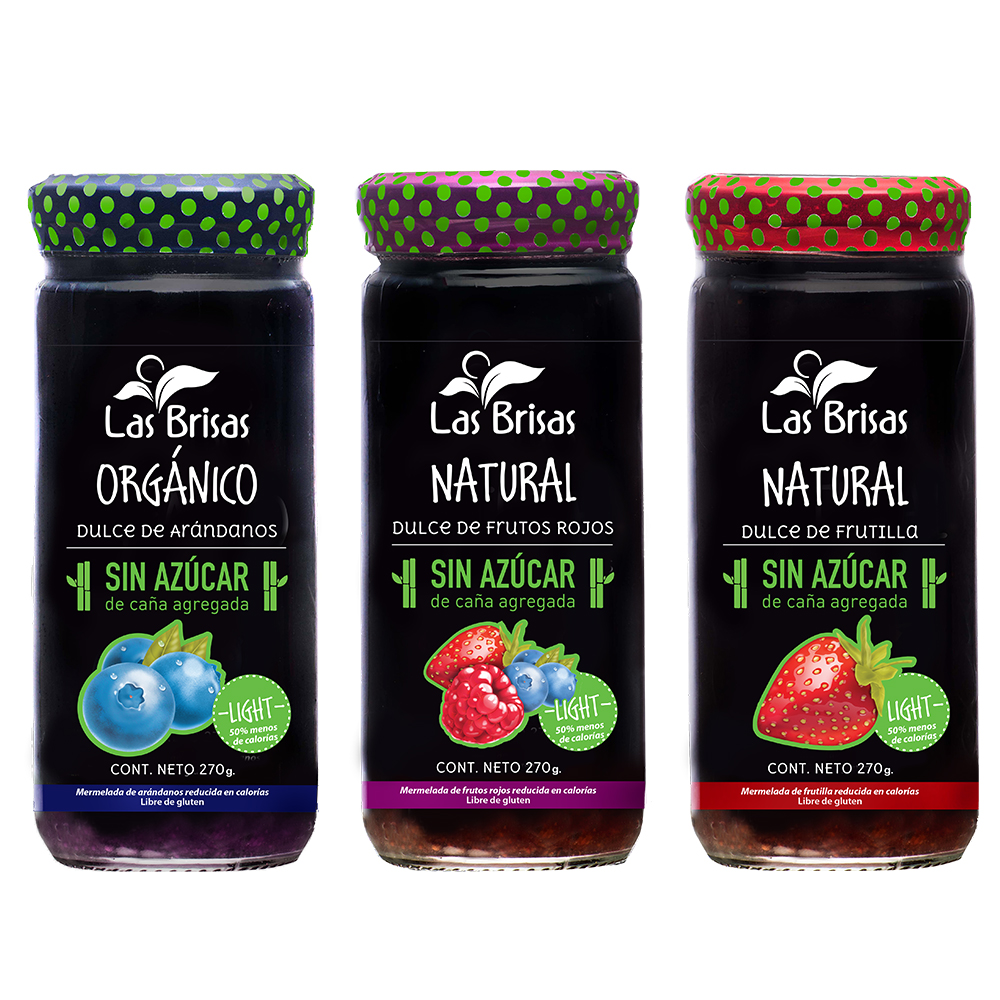 Las Brisas
ORGÁNICO
DULCE DE ARÁNDANOS
SIN AZÚCAR
de caña agregada
LIGHT
50% menos
de calorías
CONT. NETO 270g.
Mermelada de arándanos reducida en calorías
Libre de gluten
Las Brisas
NATURAL
DULCE DE FRUTOS ROJOS
SIN AZÚCAR
de caña agregada
LIGHT
50% menos
de calorías
CONT. NETO 270g.
Mermelada de frutos rojos reducida en calorías
Libre de gluten
Las Brisas
NATURAL
DULCE DE FRUTILLA
SIN AZÚCAR
de caña agregada
LIGHT
50% menos
de calorías
CONT. NETO 270g.
Mermelada de frutilla reducida en calorías
Libre de gluten